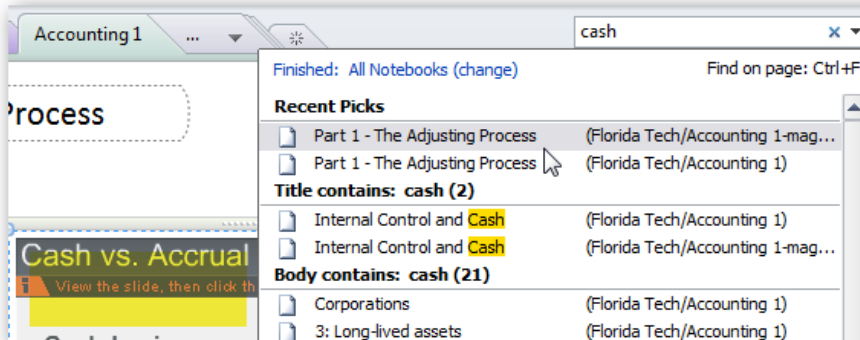 Accounting 1 ... cash
Finished: All Notebooks (change) Find on page: Ctrl+F
Process
Recent Picks
Part 1 - The Adjusting Process (Florida Tech/Accounting 1-mag...
Part 1 - The Adjusting Process (Florida Tech/Accounting 1)
Title contains: cash (2)
Internal Control and Cash (Florida Tech/Accounting 1)
Internal Control and Cash (Florida Tech/Accounting 1-mag...
Cash vs. Accrual
Body contains: cash (21)
View the slide, then click th
Corporations (Florida Tech/Accounting 1)
3: Long-lived assets (Florida Tech/Accounting 1)